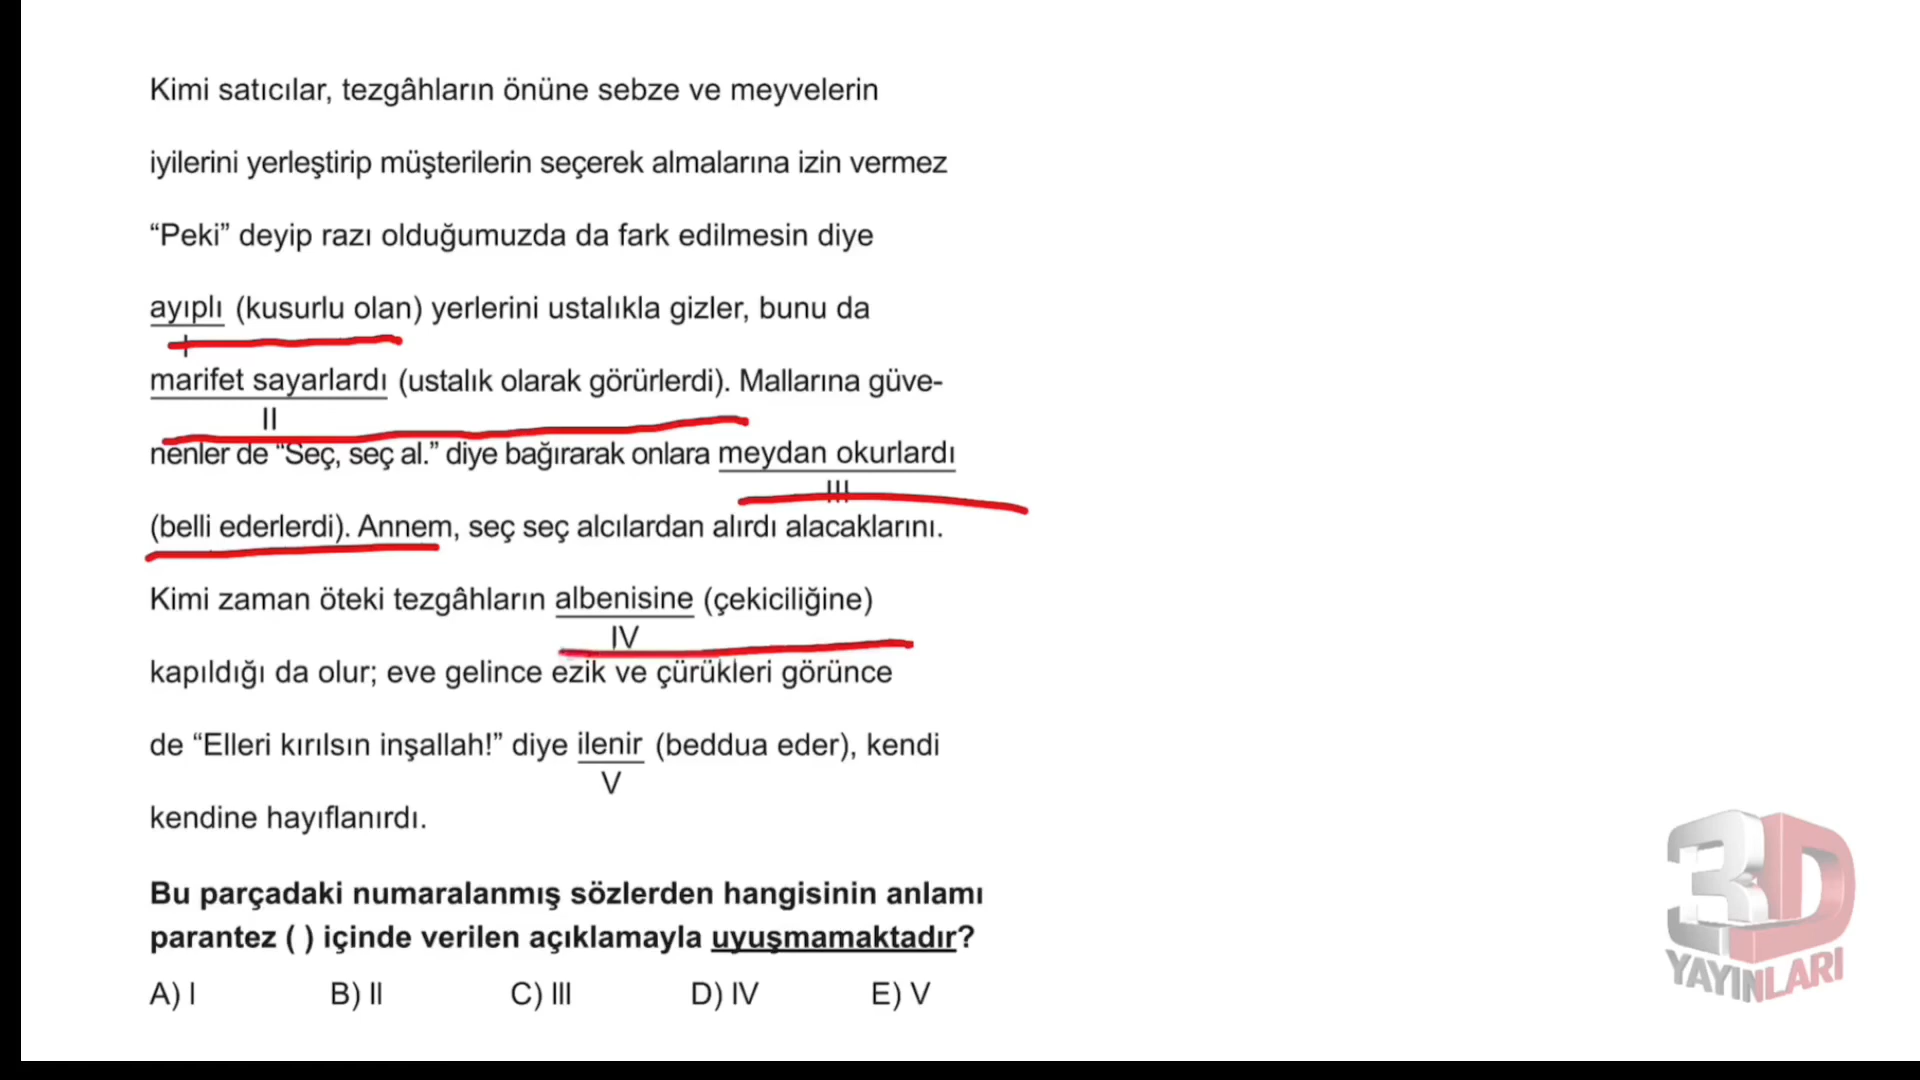 Kimi satıcılar, tezgâhların önüne sebze ve meyvelerin
iyilerini yerleştirip müşterilerin seçerek almalarına izin vermez
“Peki” deyip razı olduğumuzda da fark edilmesin diye
ayıplı (kusurlu olan) yerlerini ustalıkla gizler, bunu da
I
marifet sayarlardı (ustalık olarak görürlerdi). Mallarına güve-
II
nenler de “Seç, seç al.” diye bağırarak onlara meydan okurlardı
III
(belli ederlerdi). Annem, seç seç alcılardan alırdı alacaklarını.
Kimi zaman öteki tezgâhların albenisine (çekiciliğine)
IV
kapıldığı da olur; eve gelince ezik ve çürükleri görünce
de “Elleri kırılsın inşallah!” diye ilenir (beddua eder), kendi
V
kendine hayıflanırdı.
Bu parçadaki numaralanmış sözlerden hangisinin anlamı
parantez ( ) içinde verilen açıklamayla uyuşmamaktadır?
A) I B) II C) III D) IV E) V
3D
YAYINLARI